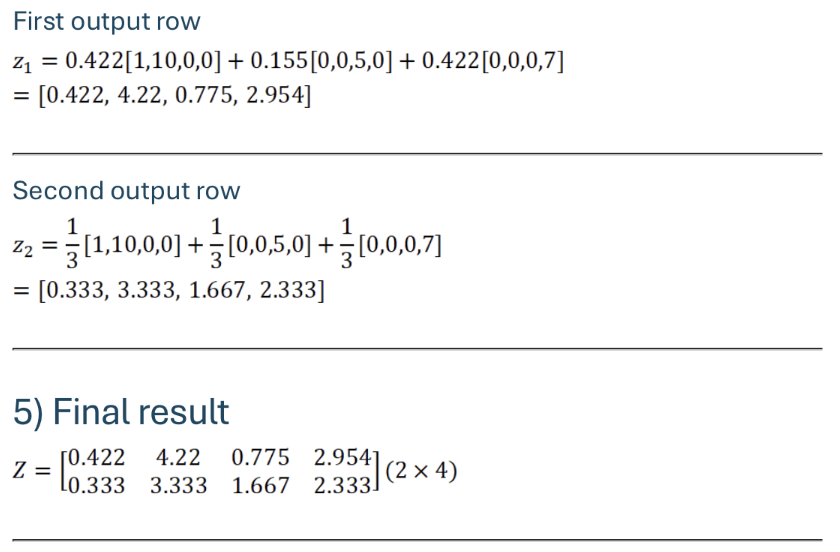 First output row
z₁ = 0.422[1,10,0,0] + 0.155[0,0,5,0] + 0.422[0,0,0,7]
= [0.422, 4.22, 0.775, 2.954]
Second output row
z₂ = 1/3[1,10,0,0] + 1/3[0,0,5,0] + 1/3[0,0,0,7]
= [0.333, 3.333, 1.667, 2.333]
5) Final result
Z = [0.422 4.22 0.775 2.954
0.333 3.333 1.667 2.333] (2 × 4)